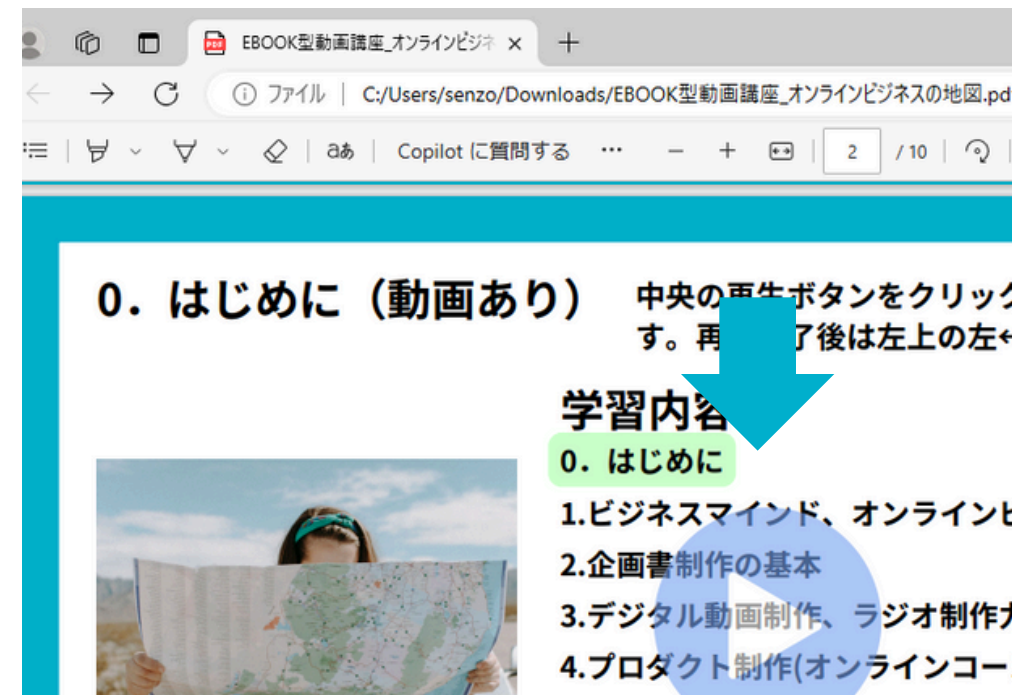 EBOOK型動画講座_オンラインビジネ
ファイル | C:/Users/senzo/Downloads/EBOOK型動画講座_オンラインビジネスの地図.pd
aあ | Copilot に質問する ... 2 / 10
0. はじめに(動画あり)
中央の再生ボタンをクリック
す。再 了後は左上の左←
学習内容
0. はじめに
1.ビジネスマインド、オンラインビ
2.企画書制作の基本
3.デジタル動画制作、ラジオ制作
4.プロダクト制作(オンラインコー